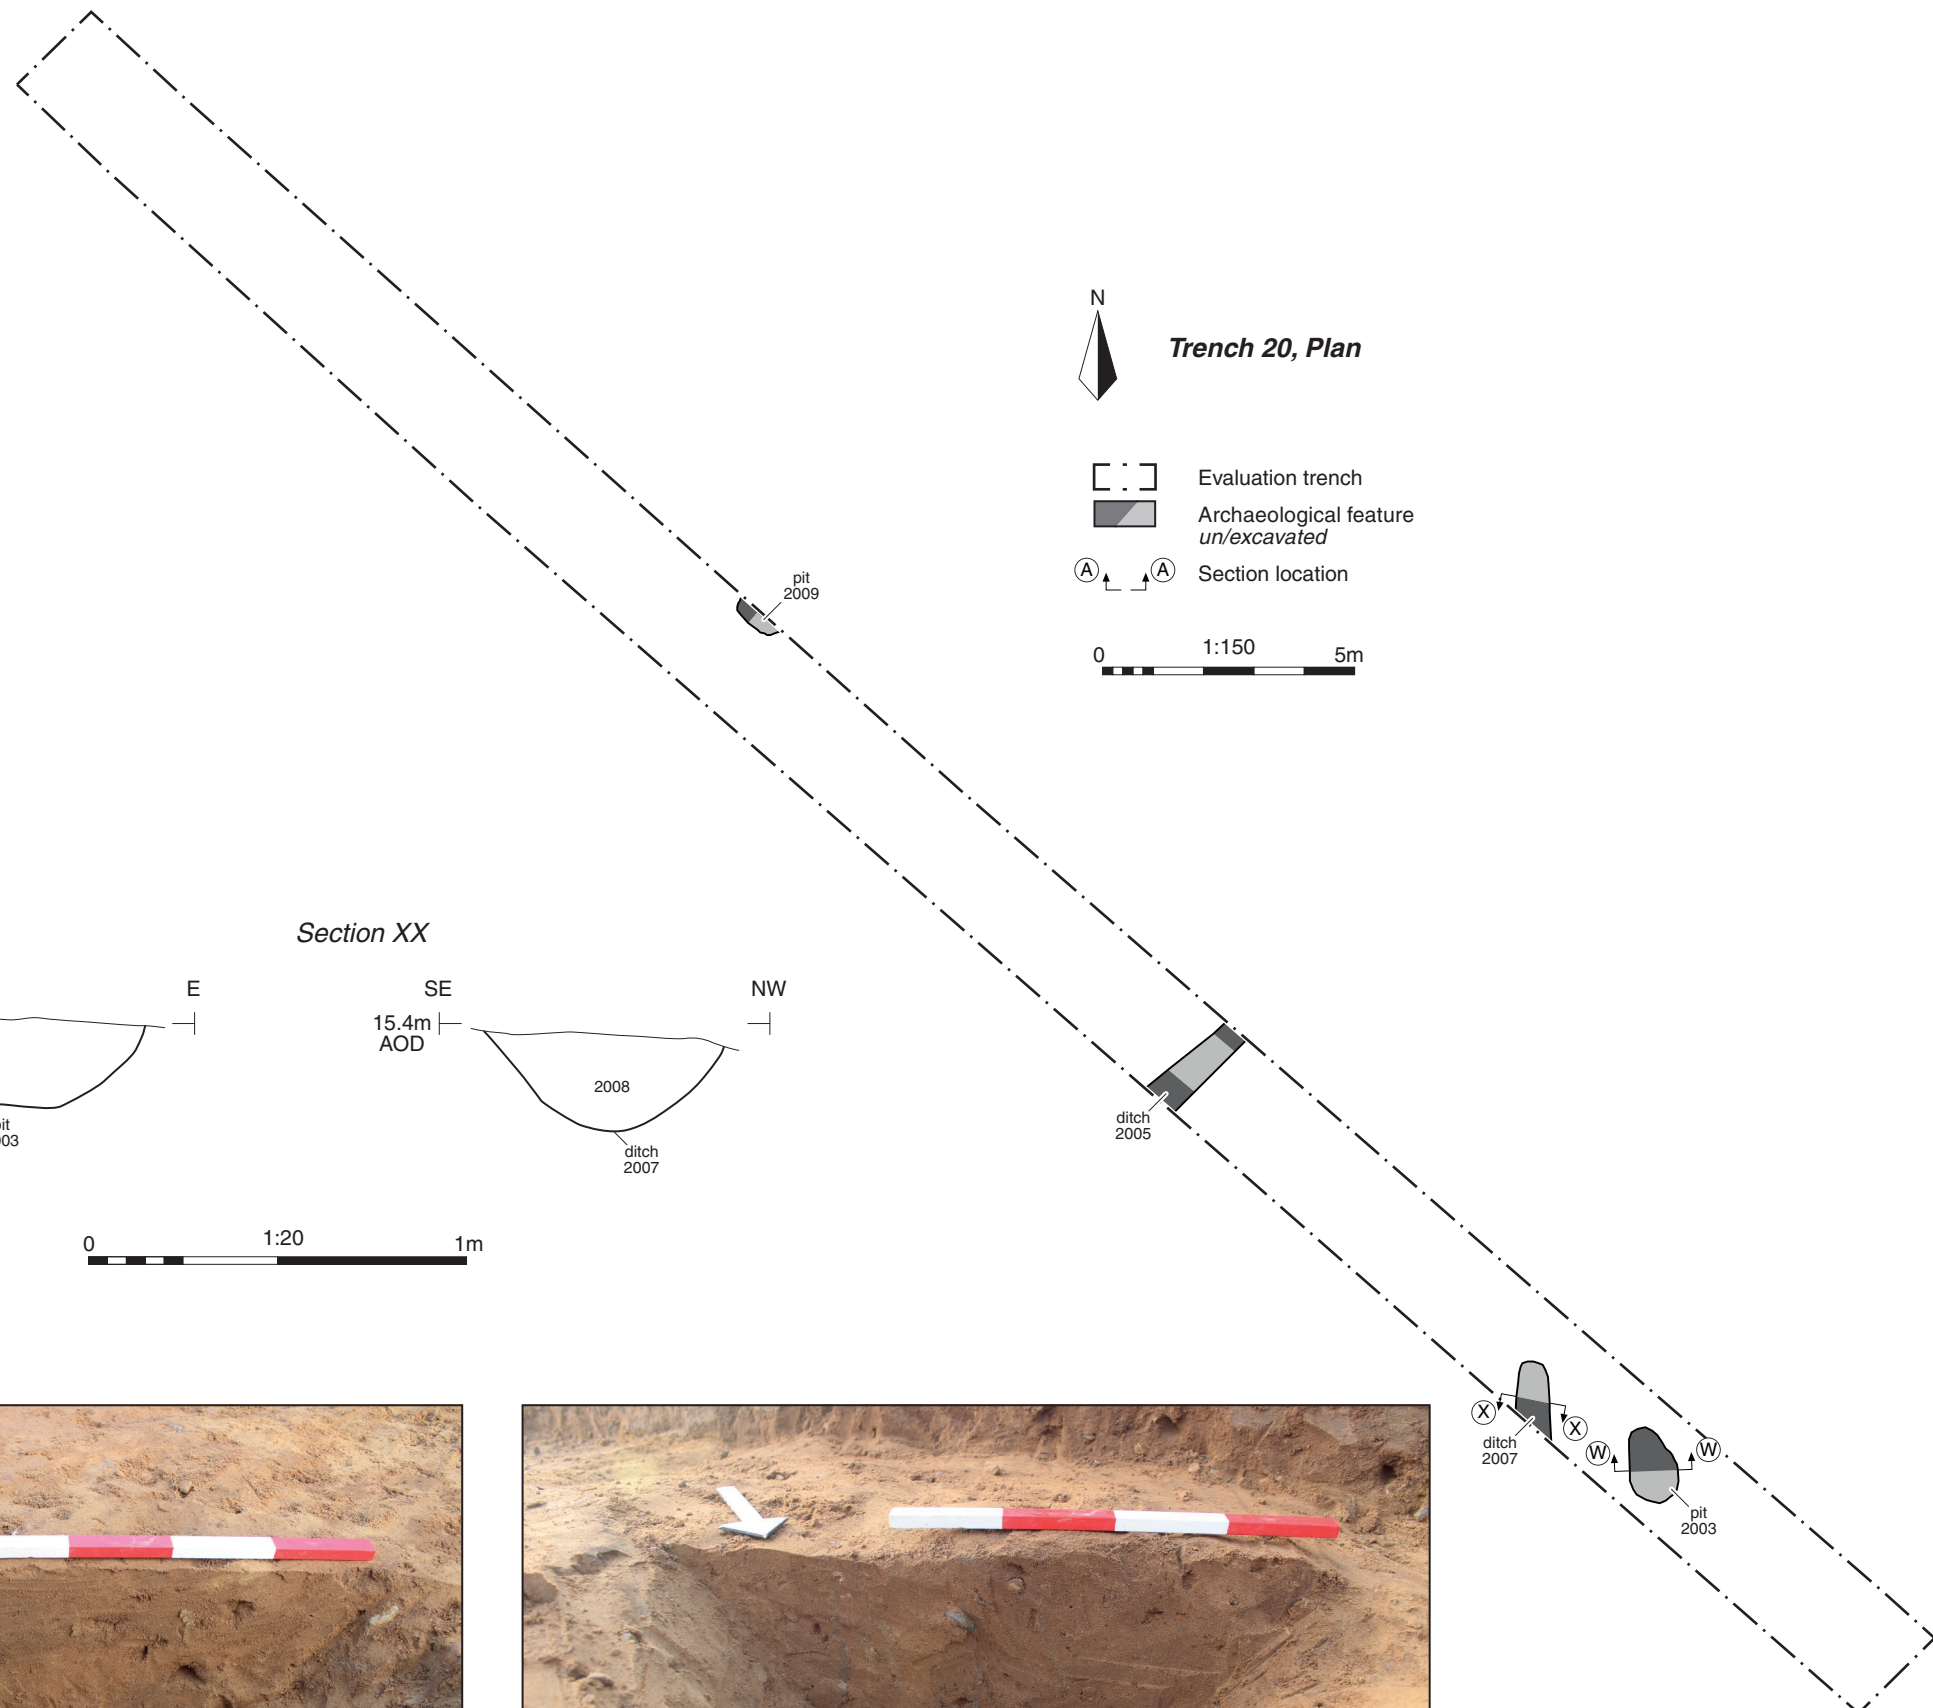 N
Trench 20, Plan
Evaluation trench
Archaeological feature
un/excavated
A A Section location
0 1:150 5m
pit
2009
Section XX
E
SE NW
15.4m
AOD
2008
ditch
2007
0 1:20 1m
ditch
2005
X X
ditch
2007
W W
pit
2003